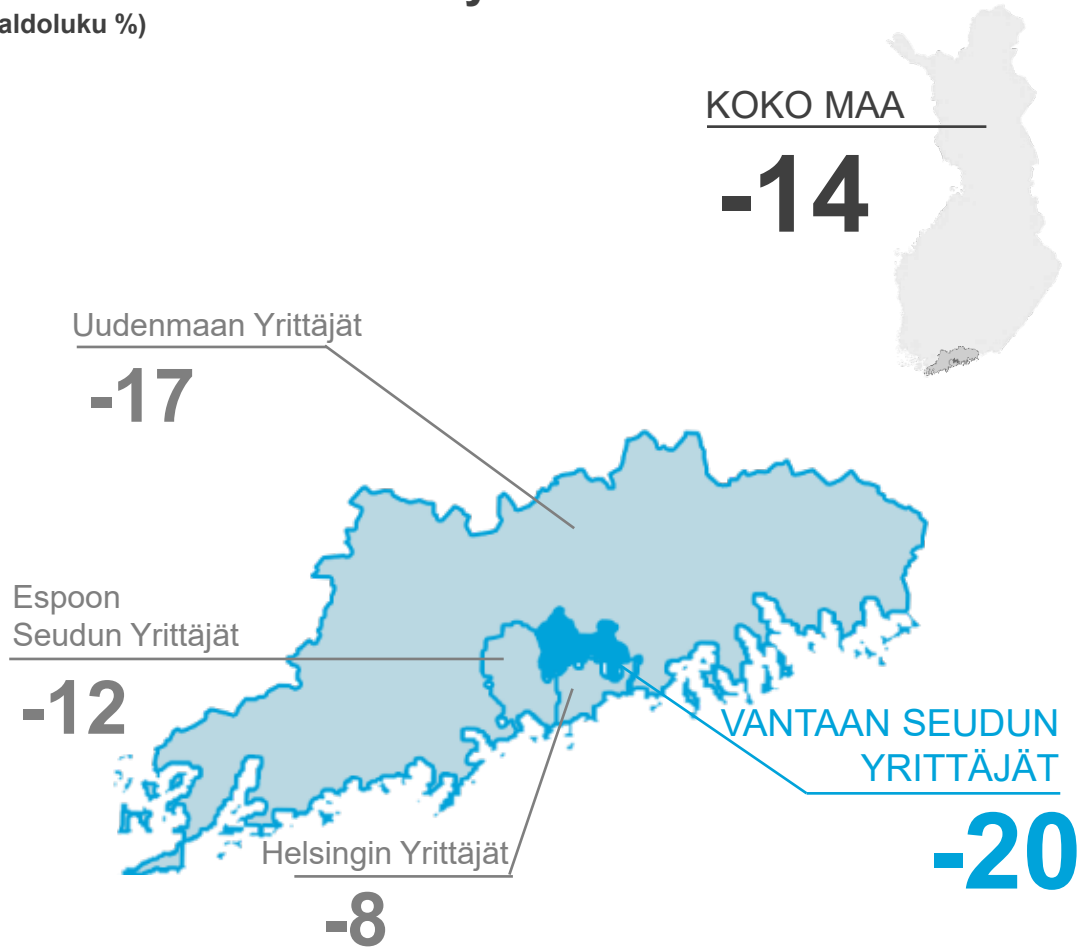 aldoluku %)
KOKO MAA
-14
Uudenmaan Yrittäjät
-17
Espoon
Seudun Yrittäjät
-12
VANTAAN SEUDUN
YRITTÄJÄT
-20
Helsingin Yrittäjät
-8